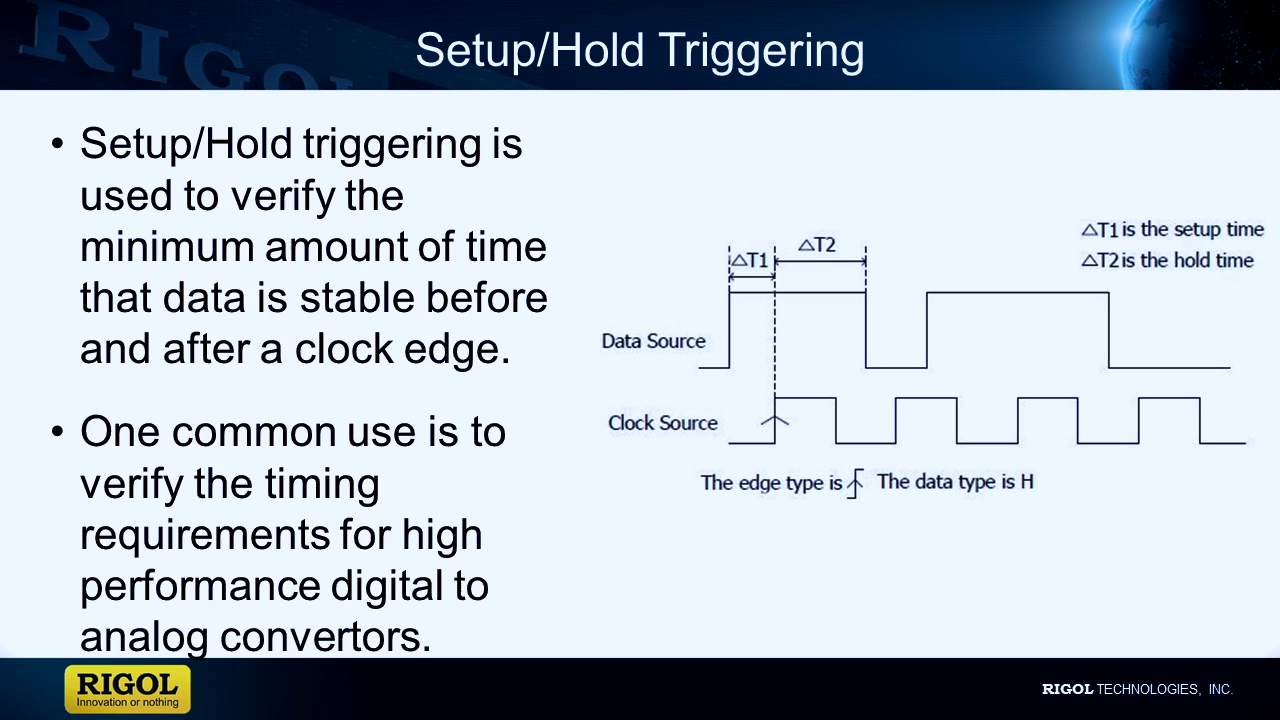 RIGOL
Setup/Hold Triggering
• Setup/Hold triggering is
used to verify the
minimum amount of time
that data is stable before
and after a clock edge.
• One common use is to
verify the timing
requirements for high
performance digital to
analog convertors.
△T1 is the setup time
△T2 is the hold time
△T1
△T2
Data Source
Clock Source
The edge type is The data type is H
RIGOL
Innovation or nothing
RIGOL TECHNOLOGIES, INC.